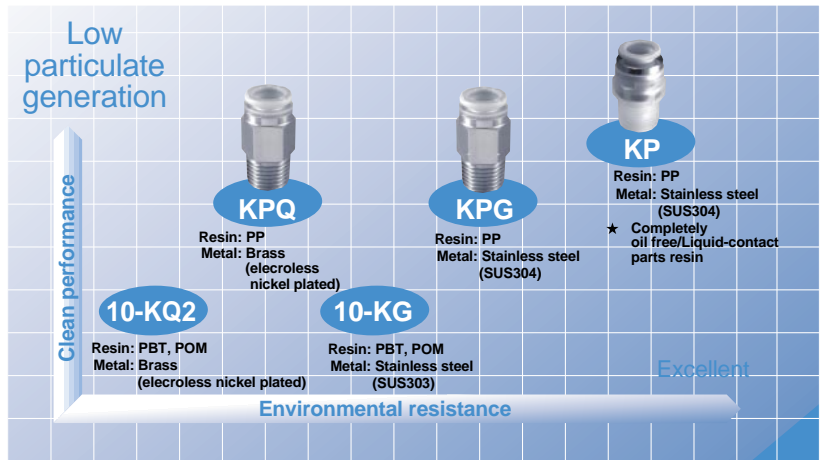 Low
particulate
generation
Clean performance
KP
Resin: PP
Metal: Stainless steel
(SUS304)
★ Completely
oil free/Liquid-contact
parts resin
KPQ
Resin: PP
Metal: Brass
(elecroless
nickel plated)
KPG
Resin: PP
Metal: Stainless steel
(SUS304)
10-KQ2
Resin: PBT, POM
Metal: Brass
(elecroless nickel plated)
10-KG
Resin: PBT, POM
Metal: Stainless steel
(SUS303)
Excellent
Environmental resistance